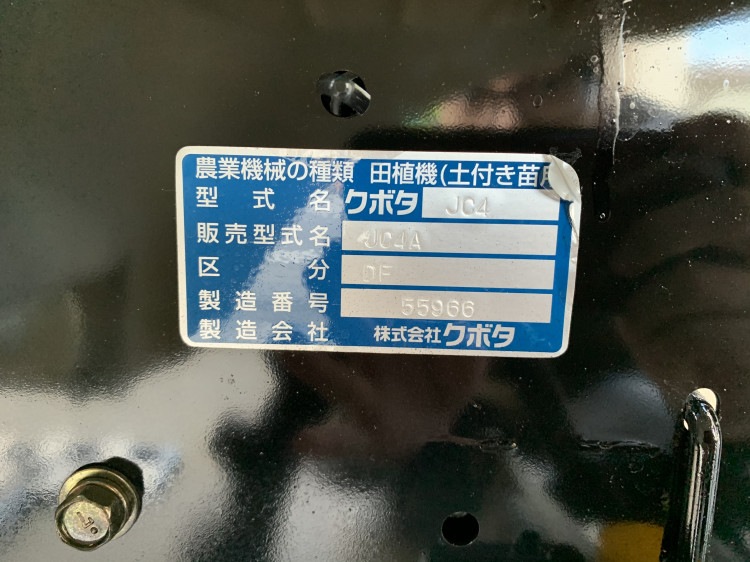 農業機械の種類 田植機(土付き苗用
型式名 クボタ JC4
販売型式名 JC4A
区分 OF
製造番号 55966
製造会社 株式会社クボタ